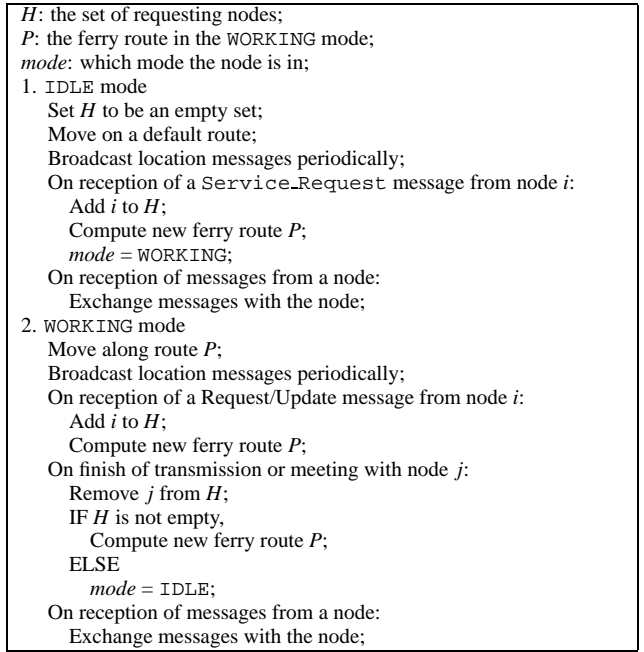 H: the set of requesting nodes;
P: the ferry route in the WORKING mode;
mode: which mode the node is in;
1. IDLE mode
Set H to be an empty set;
Move on a default route;
Broadcast location messages periodically;
On reception of a Service_Request message from node i:
Add i to H;
Compute new ferry route P;
mode = WORKING;
On reception of messages from a node:
Exchange messages with the node;
2. WORKING mode
Move along route P;
Broadcast location messages periodically;
On reception of a Request/Update message from node i:
Add i to H;
Compute new ferry route P;
On finish of transmission or meeting with node j:
Remove j from H;
IF H is not empty,
Compute new ferry route P;
ELSE
mode = IDLE;
On reception of messages from a node:
Exchange messages with the node;